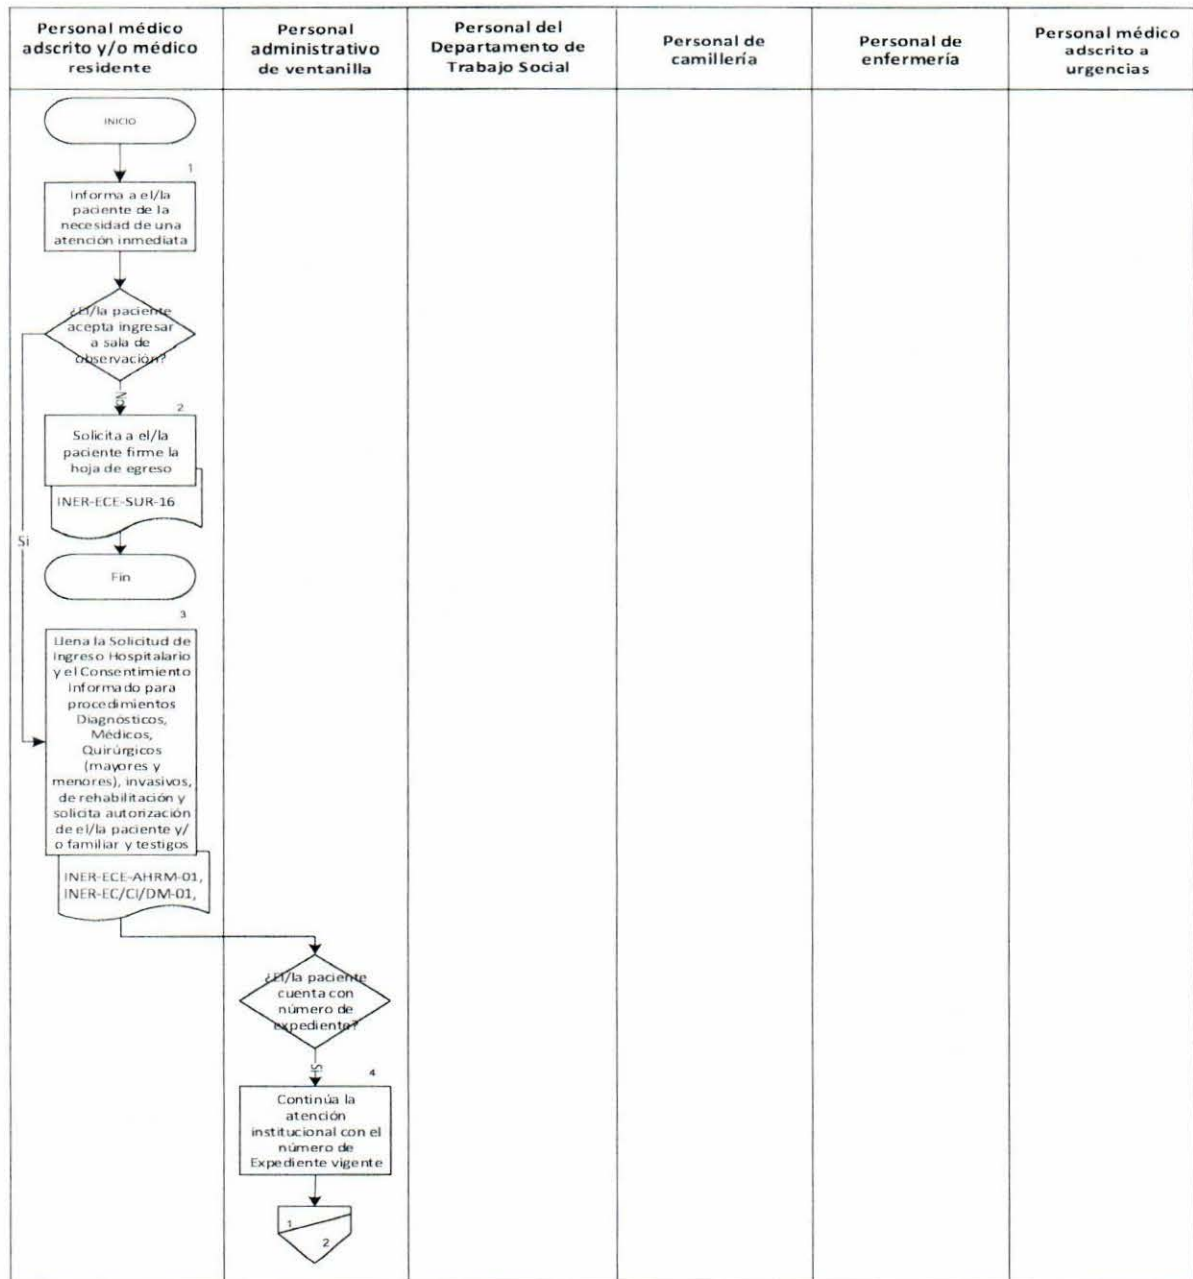 Personal médico
adscrito y/o médico
residente
Personal
administrativo
de ventanilla
Personal del
Departamento de
Trabajo Social
Personal de
camillería
Personal de
enfermería
Personal médico
adscrito a
urgencias
INICIO
1
Informa a el/la
paciente de la
necesidad de una
atención inmediata
¿El/la paciente
acepta ingresar
a sala de
observación?
No
2
Solicita a el/la
paciente firme la
hoja de egreso
INER-ECE-SUR-16
Si
Fin
3
Llena la Solicitud de
Ingreso Hospitalario
y el Consentimiento
Informado para
procedimientos
Diagnósticos,
Médicos,
Quirúrgicos
(mayores y
menores), invasivos,
de rehabilitación y
solicita autorización
de el/la paciente y/
o familiar y testigos
INER-ECE-AHRM-01,
INER-EC/CI/DM-01,
¿El/la paciente
cuenta con
número de
expediente?
Si
4
Continúa la
atención
institucional con el
número de
Expediente vigente
1
2